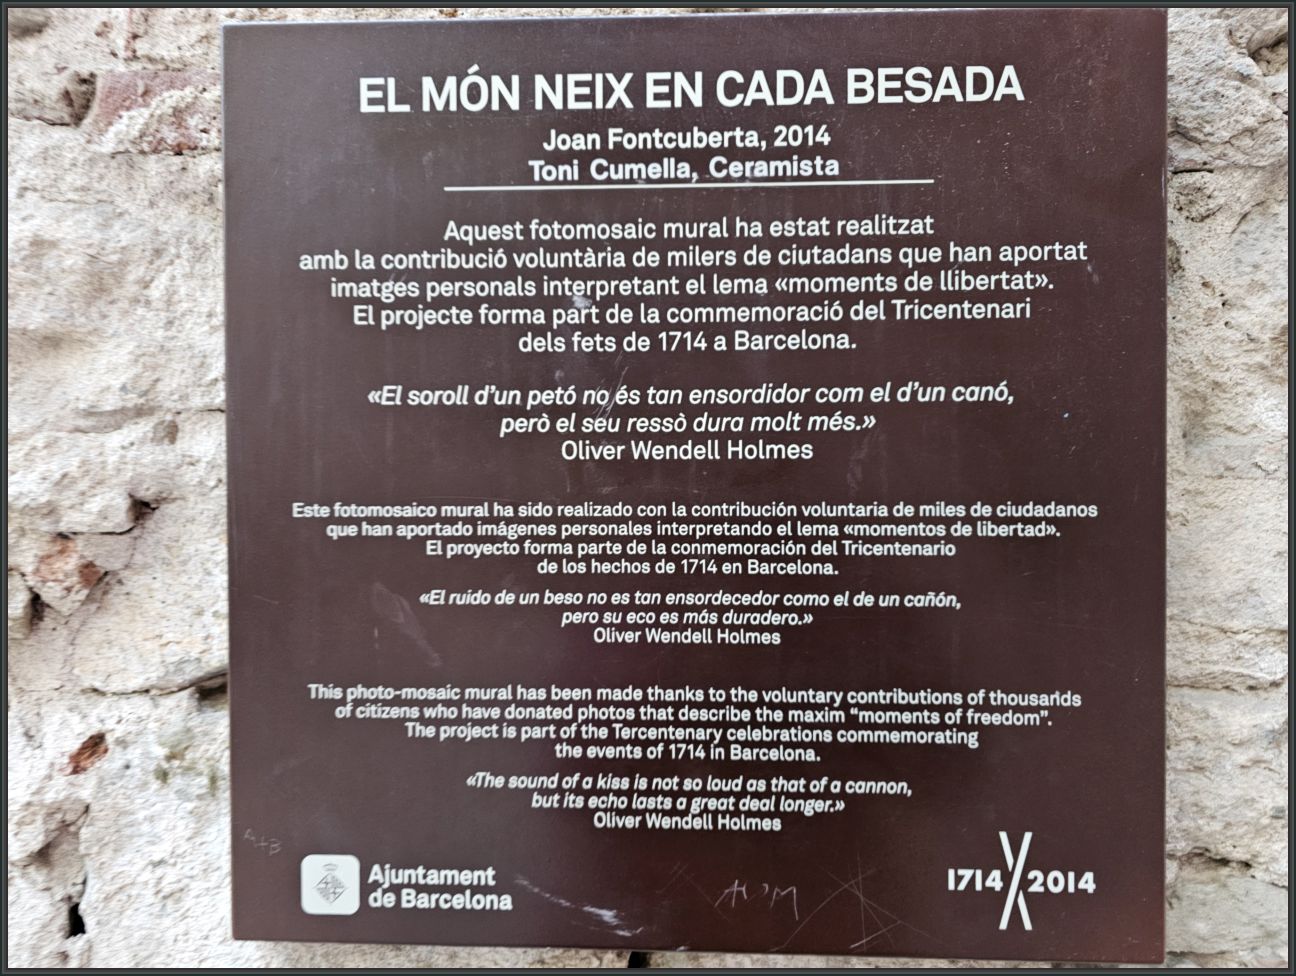 EL MÓN NEIX EN CADA BESADA
Joan Fontcuberta, 2014
Toni Cumella, Ceramista
Aquest fotomosaic mural ha estat realitzat
amb la contribució voluntària de milers de ciutadans que han aportat
imatges personals interpretant el lema «moments de llibertat».
El projecte forma part de la commemoració del Tricentenari
dels fets de 1714 a Barcelona.
«El soroll d'un petó no és tan ensordidor com el d'un canó,
però el seu ressò dura molt més.»
Oliver Wendell Holmes
Este fotomosaico mural ha sido realizado con la contribución voluntaria de miles de ciudadanos
que han aportado imágenes personales interpretando el lema «momentos de libertad».
El proyecto forma parte de la conmemoración del Tricentenario
de los hechos de 1714 en Barcelona.
«El ruido de un beso no es tan ensordecedor como el de un cañón,
pero su eco es más duradero.»
Oliver Wendell Holmes
This photo-mosaic mural has been made thanks to the voluntary contributions of thousands
of citizens who have donated photos that describe the maxim “moments of freedom”.
The project is part of the Tercentenary celebrations commemorating
the events of 1714 in Barcelona.
«The sound of a kiss is not so loud as that of a cannon,
but its echo lasts a great deal longer.»
Oliver Wendell Holmes
Ajuntament
de Barcelona
1714 2014